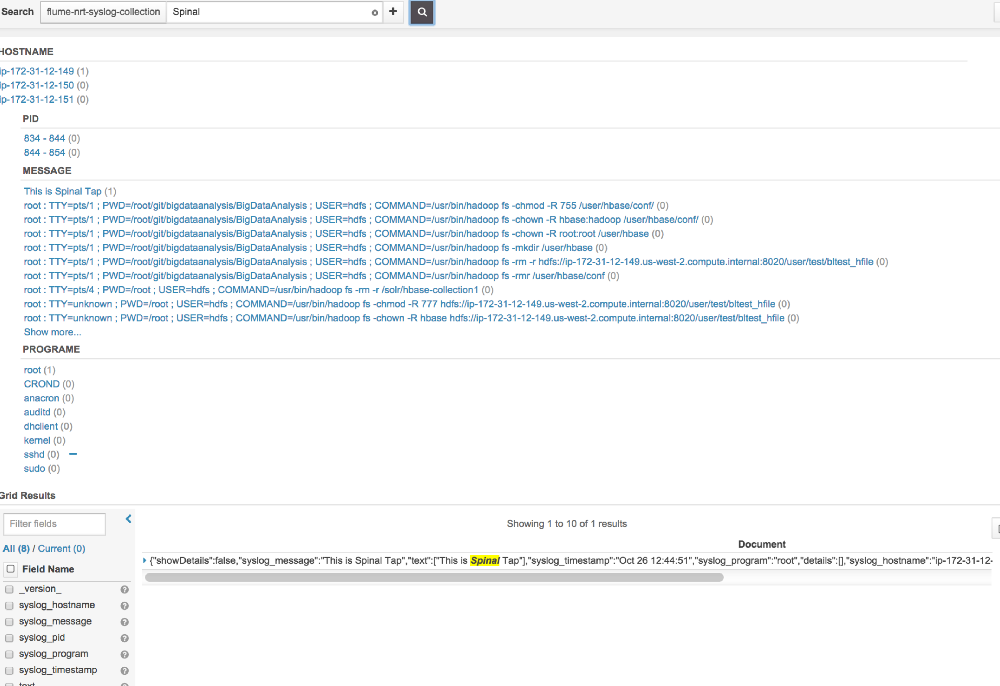 Search flume-nrt-syslog-collection Spinal
HOSTNAME
ip-172-31-12-149 (1)
ip-172-31-12-150 (0)
ip-172-31-12-151 (0)
PID
834 - 844 (0)
844 - 854 (0)
MESSAGE
This is Spinal Tap (1)
root : TTY=pts/1 ; PWD=/root/git/bigdataanalysis/BigDataAnalysis ; USER=hdfs ; COMMAND=/usr/bin/hadoop fs -chmod -R 755 /user/hbase/conf/ (0)
root : TTY=pts/1 ; PWD=/root/git/bigdataanalysis/BigDataAnalysis ; USER=hdfs ; COMMAND=/usr/bin/hadoop fs -chown -R hbase:hadoop /user/hbase/conf/ (0)
root : TTY=pts/1 ; PWD=/root/git/bigdataanalysis/BigDataAnalysis ; USER=hdfs ; COMMAND=/usr/bin/hadoop fs -chown -R root:root /user/hbase (0)
root : TTY=pts/1 ; PWD=/root/git/bigdataanalysis/BigDataAnalysis ; USER=hdfs ; COMMAND=/usr/bin/hadoop fs -mkdir /user/hbase (0)
root : TTY=pts/1 ; PWD=/root/git/bigdataanalysis/BigDataAnalysis ; USER=hdfs ; COMMAND=/usr/bin/hadoop fs -rm -r hdfs://ip-172-31-12-149.us-west-2.compute.internal:8020/user/test/bltest_hfile (0)
root : TTY=pts/1 ; PWD=/root/git/bigdataanalysis/BigDataAnalysis ; USER=hdfs ; COMMAND=/usr/bin/hadoop fs -rmr /user/hbase/conf (0)
root : TTY=pts/4 ; PWD=/root ; USER=hdfs ; COMMAND=/usr/bin/hadoop fs -rm -r /solr/hbase-collection1 (0)
root : TTY=unknown ; PWD=/root ; USER=hdfs ; COMMAND=/usr/bin/hadoop fs -chmod -R 777 hdfs://ip-172-31-12-149.us-west-2.compute.internal:8020/user/test/bltest_hfile (0)
root : TTY=unknown ; PWD=/root ; USER=hdfs ; COMMAND=/usr/bin/hadoop fs -chown -R hbase hdfs://ip-172-31-12-149.us-west-2.compute.internal:8020/user/test/bltest_hfile (0)
Show more...
PROGRAME
root (1)
CROND (0)
anacron (0)
auditd (0)
dhclient (0)
kernel (0)
sshd (0)
sudo (0)
Grid Results
Filter fields
Showing 1 to 10 of 1 results
All (8) / Current (0)
Document
{"showDetails":false,"syslog_message":"This is Spinal Tap","text":["This is Spinal Tap"],"syslog_timestamp":"Oct 26 12:44:51","syslog_program":"root","details":[],"syslog_hostname":"ip-172-31-12-
Field Name
_version_
syslog_hostname
syslog_message
syslog_pid
syslog_program
syslog_timestamp
text